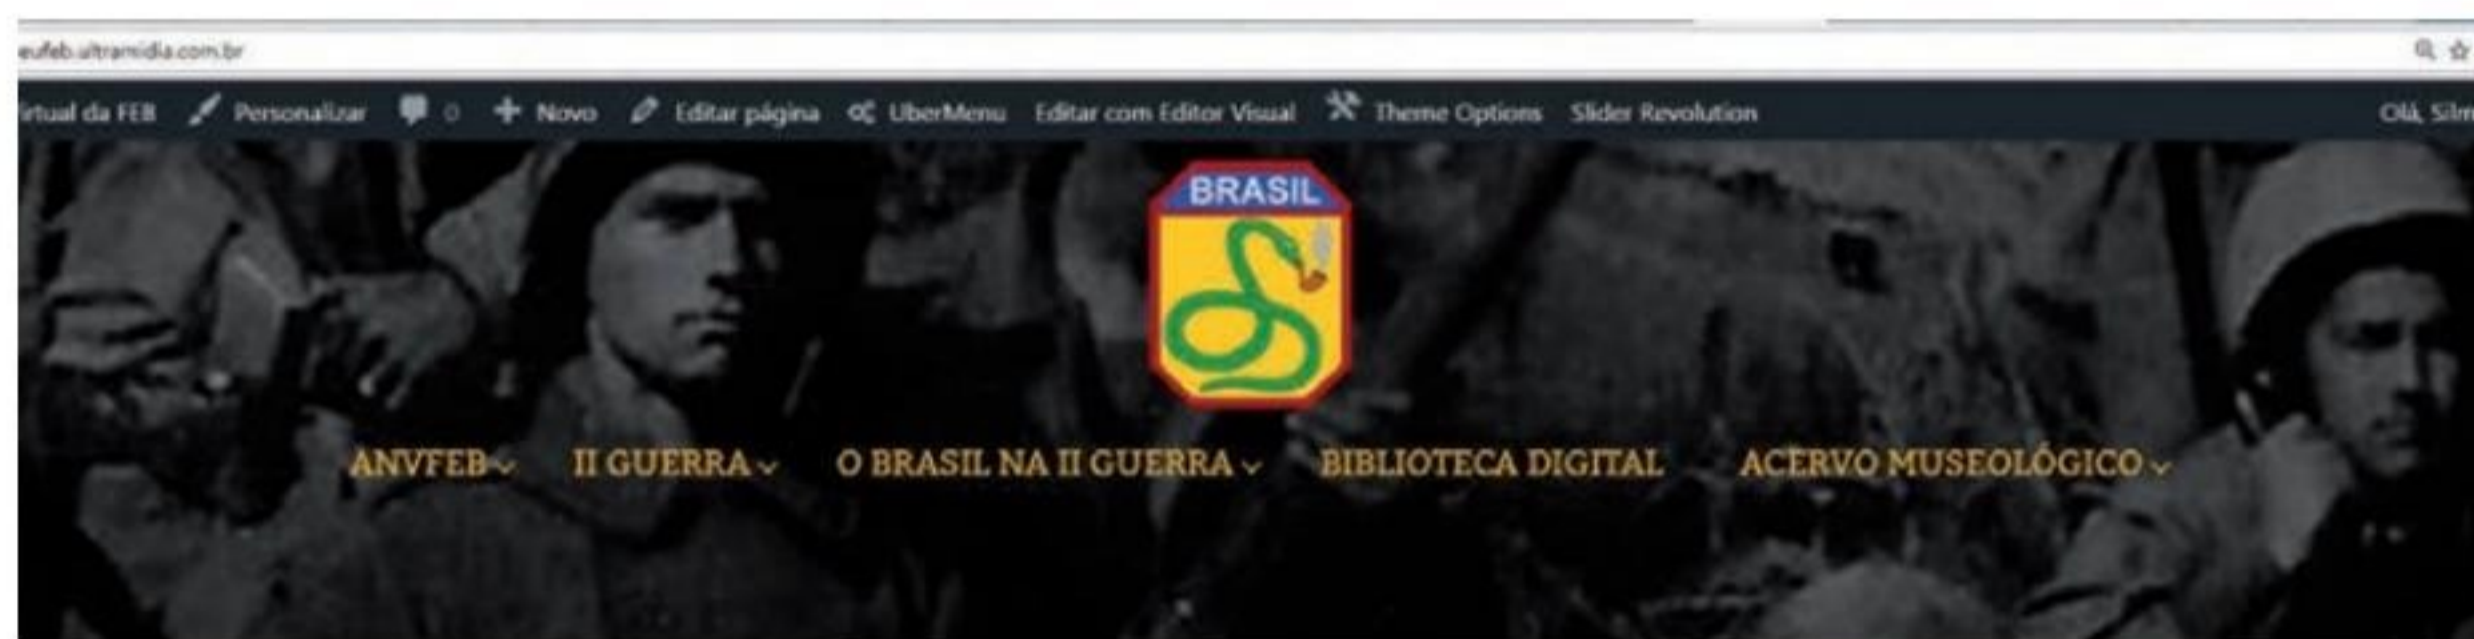 eufeb.ultramidia.com.br
irtual da FEB Personalizar 0 Novo Editar página UberMenu Editar com Editor Visual Theme Options Slider Revolution Olá, Silm
BRASIL
ANVFEB II GUERRA O BRASIL NA II GUERRA BIBLIOTECA DIGITAL ACERVO MUSEOLÓGICO